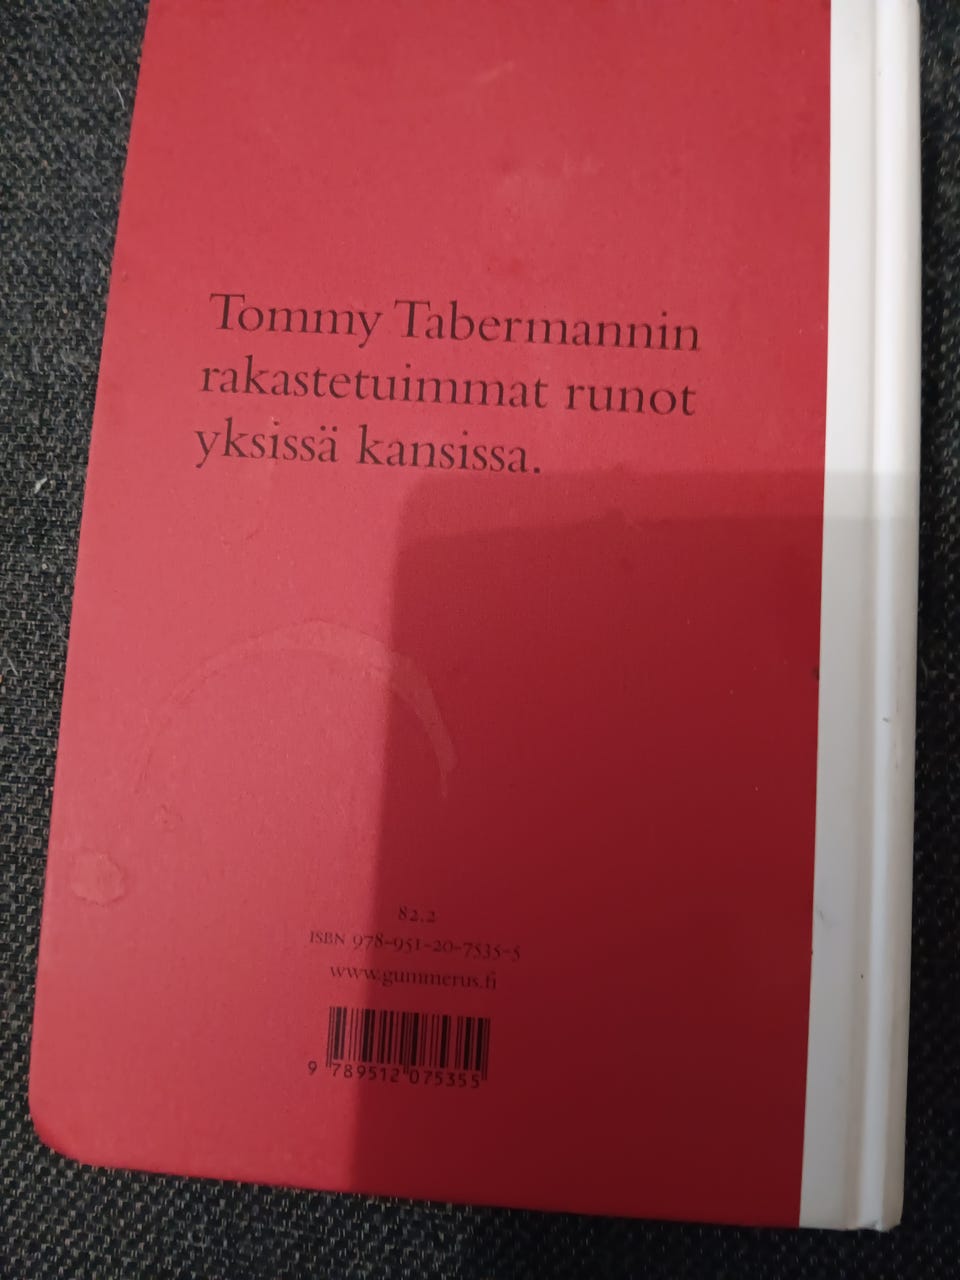 Tommy Tabermannin
rakastetuimmat runot
yksissä kansissa.
82.2
ISBN 978-951-20-7535-5
www.gummerus.fi
9 789512 075355